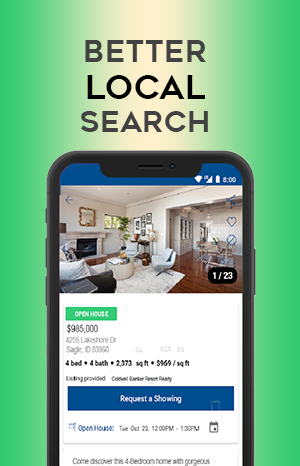 BETTER
LOCAL
SEARCH
8:00
1 / 23
OPEN HOUSE
$985,000
4255 Lakeshore Dr
Sagle, ID 83860
4 bed • 4 bath • 2,373 sq ft • $969 / sq ft
Listing provided Coldwell Banker Resort Realty
Request a Showing
Open House: Tue Oct 23, 12:00PM - 1:30PM
Come discover this 4-Bedroom home with gorgeous